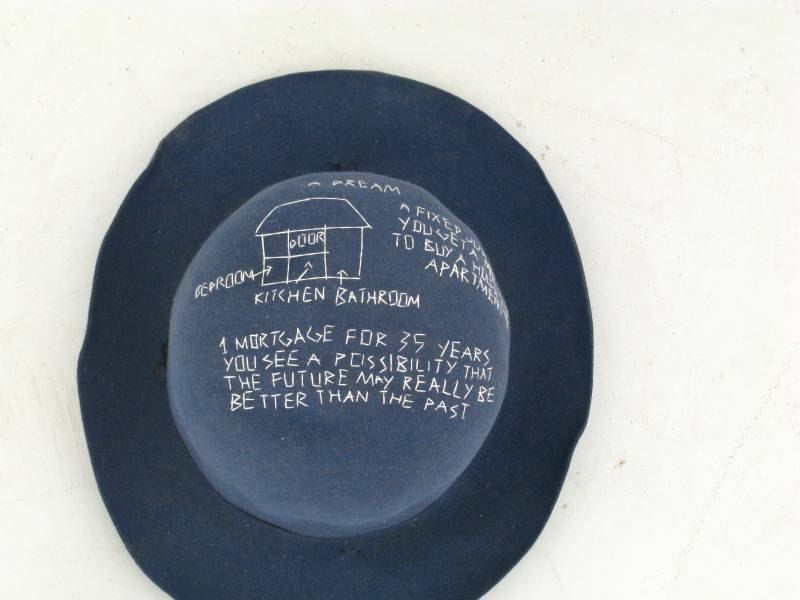 A DREAM
A FIXED
YOU GET A
TO BUY A
APARTMENT
DOOR
BEDROOM
KITCHEN BATHROOM
1 MORTGAGE FOR 35 YEARS
YOU SEE A POSSIBILITY THAT
THE FUTURE MAY REALLY BE
BETTER THAN THE PAST